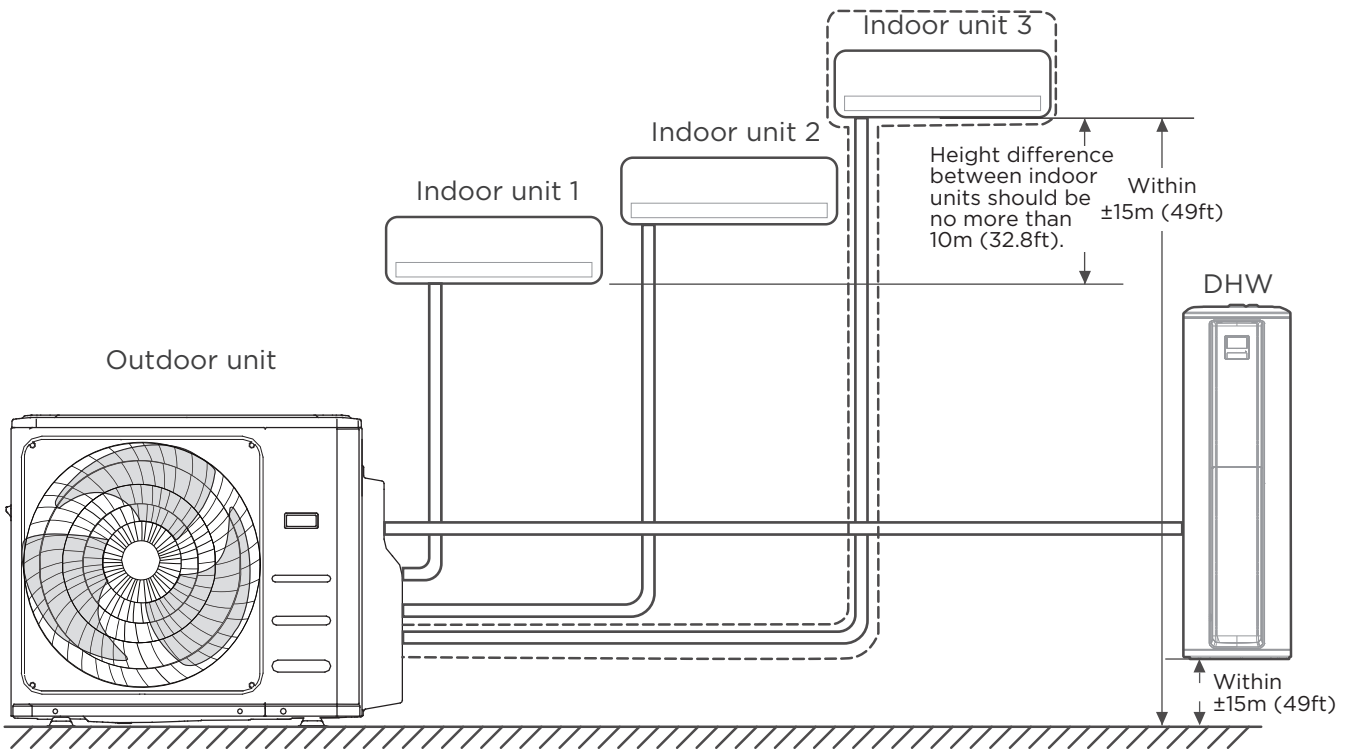 Indoor unit 3
Indoor unit 2
Indoor unit 1
Height difference
between indoor
units should be
no more than
10m (32.8ft).
Within
±15m (49ft)
DHW
Outdoor unit
Within
±15m (49ft)